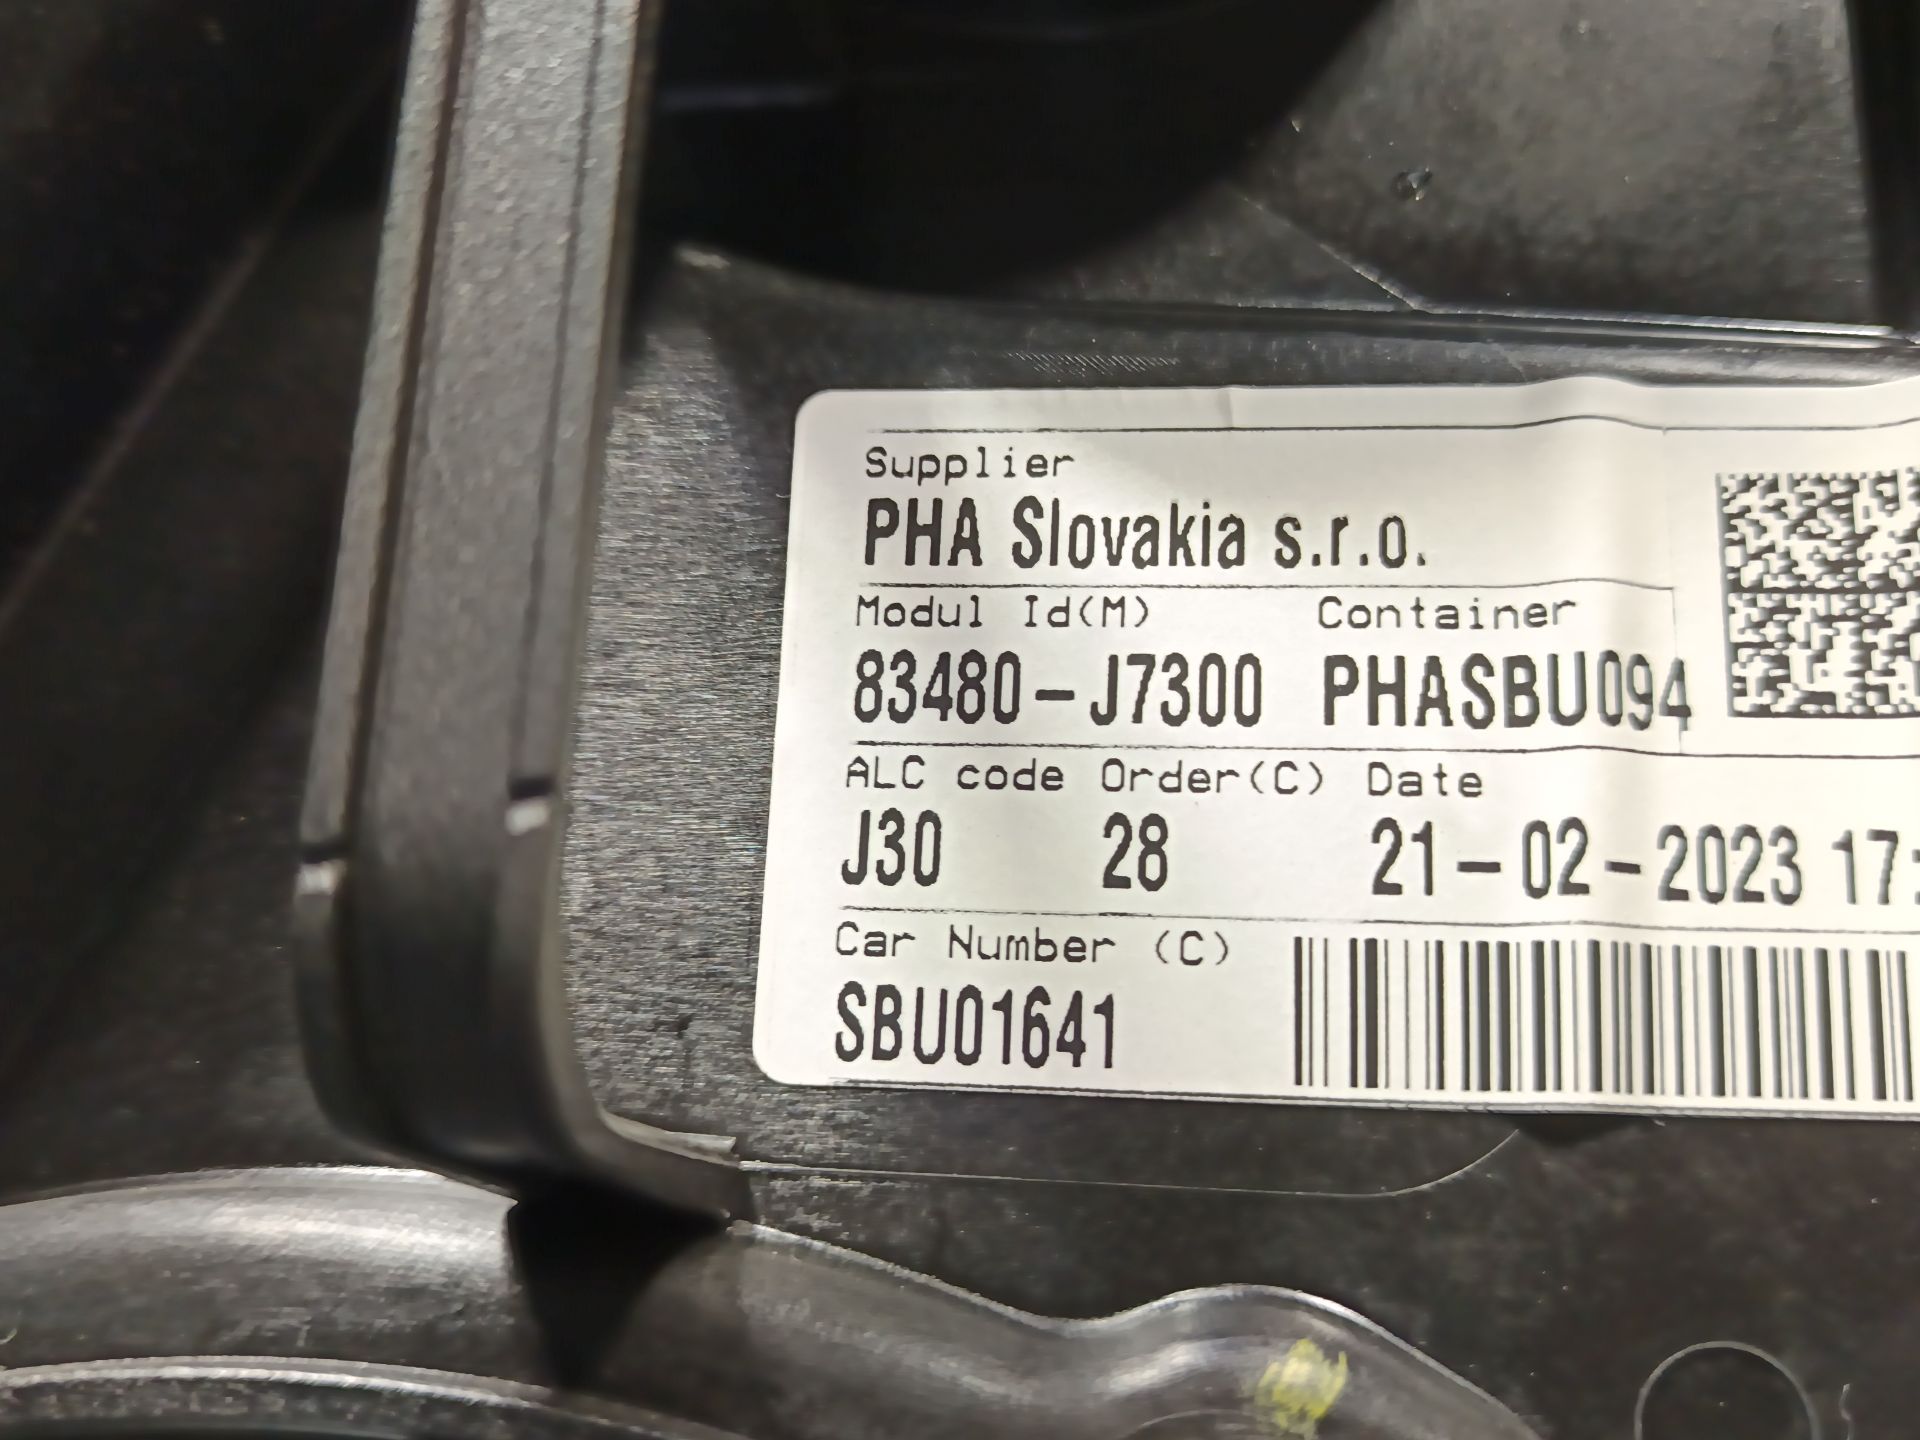 Supplier
PHA Slovakia s.r.o.
Modul Id(M) Container
83480-J7300 PHASBU094
ALC code Order(C) Date
J30 28 21-02-2023 17:
Car Number (C)
SBU01641